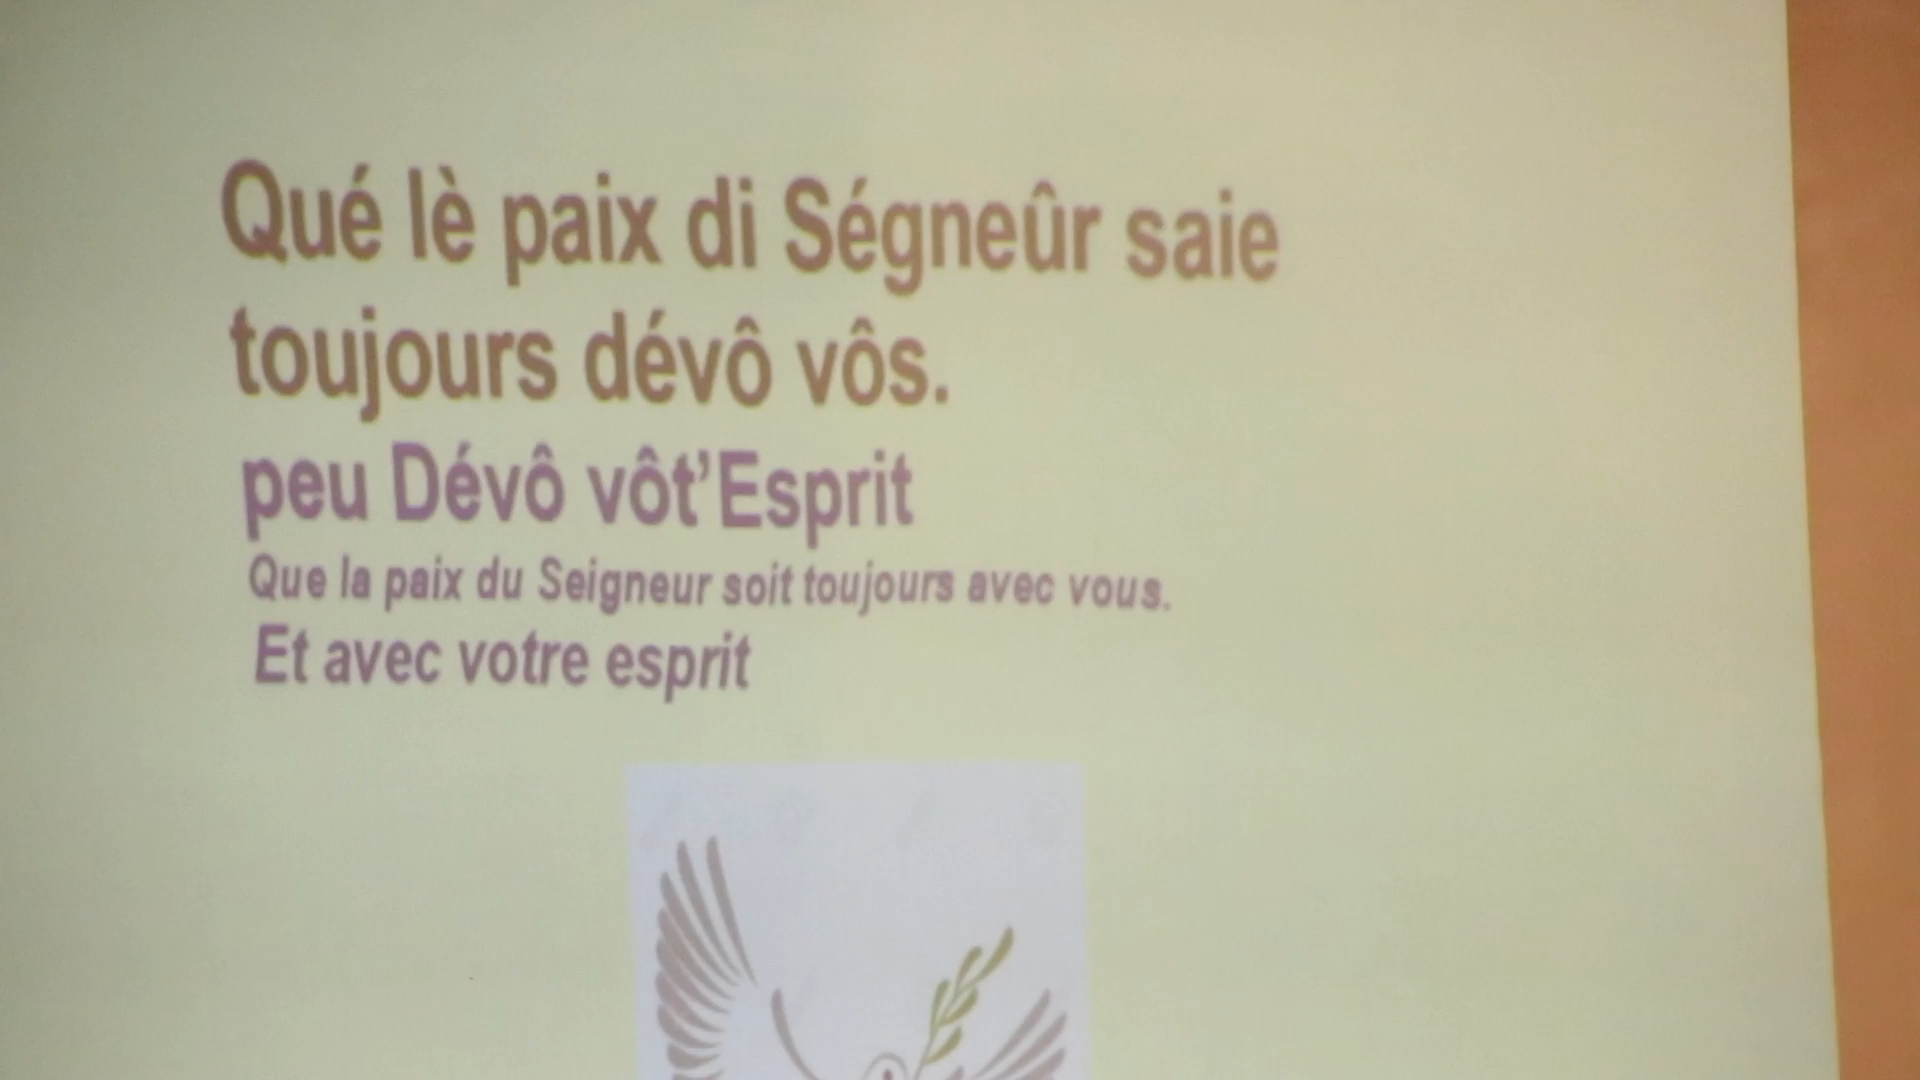 Qué lè paix di Ségneûr saie
toujours dévô vôs.
peu Dévô vôt’Esprit
Que la paix du Seigneur soit toujours avec vous.
Et avec votre esprit